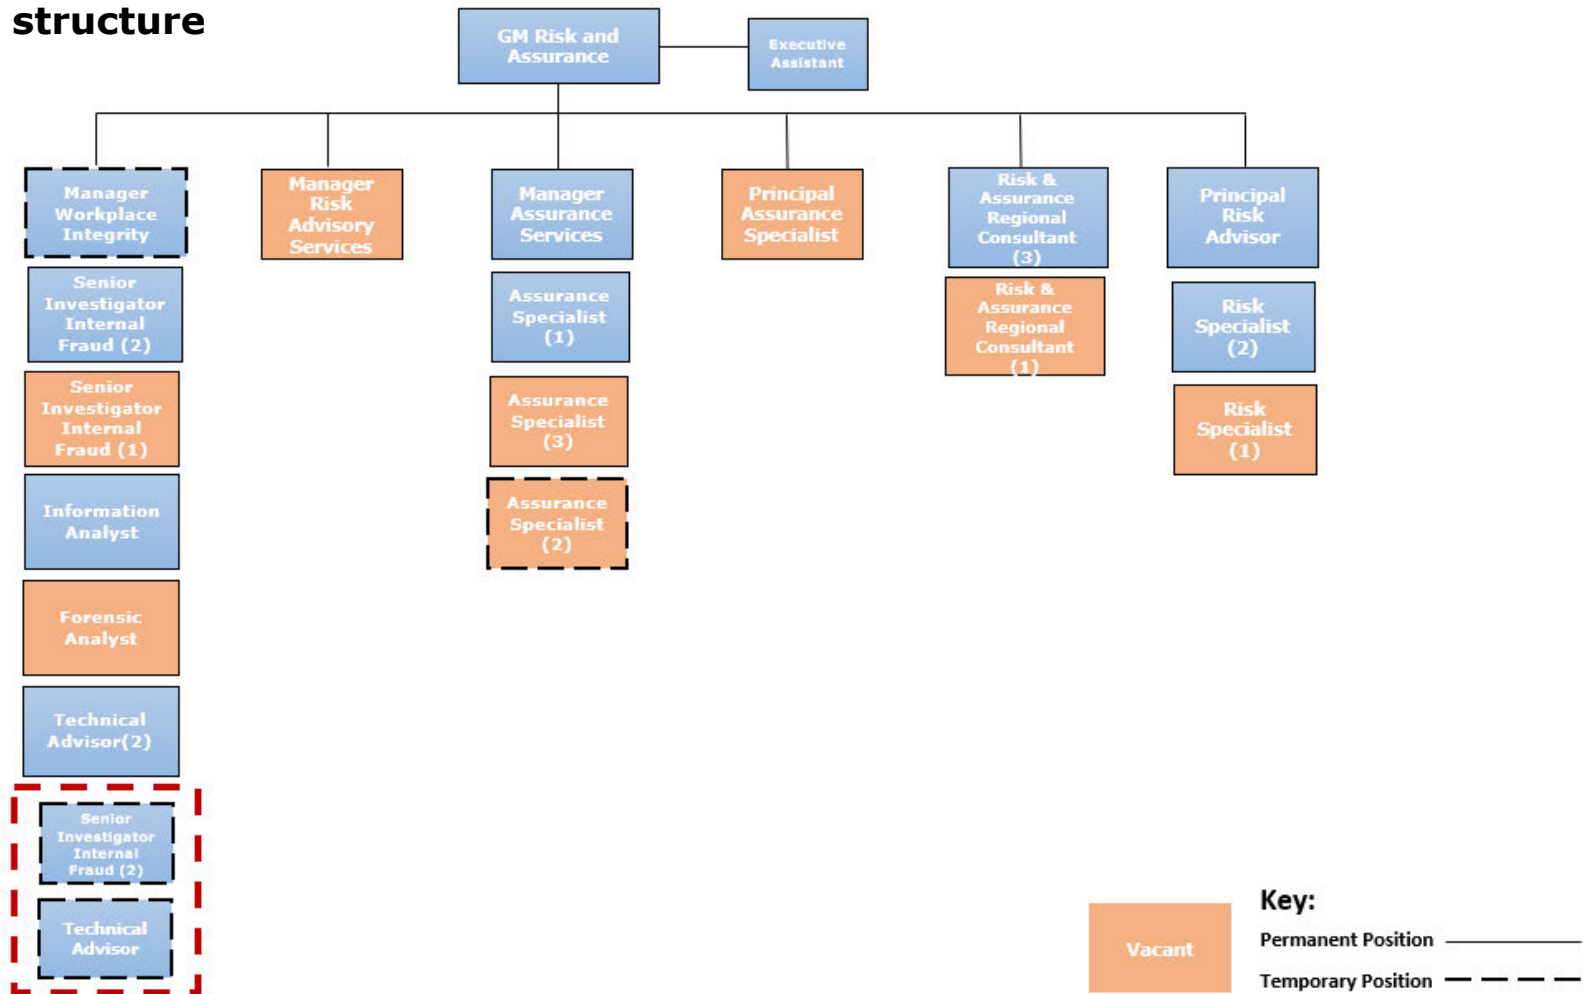 structure
GM Risk and
Assurance
Executive
Assistant
Manager
Workplace
Integrity
Manager
Risk
Advisory
Services
Manager
Assurance
Services
Principal
Assurance
Specialist
Risk &
Assurance
Regional
Consultant
(3)
Principal
Risk
Advisor
Senior
Investigator
Internal
Fraud (2)
Assurance
Specialist
(1)
Risk &
Assurance
Regional
Consultant
(1)
Risk
Specialist
(2)
Senior
Investigator
Internal
Fraud (1)
Assurance
Specialist
(3)
Risk
Specialist
(1)
Information
Analyst
Assurance
Specialist
(2)
Forensic
Analyst
Technical
Advisor(2)
Senior
Investigator
Internal
Fraud (2)
Technical
Advisor
Vacant
Key:
Permanent Position
Temporary Position